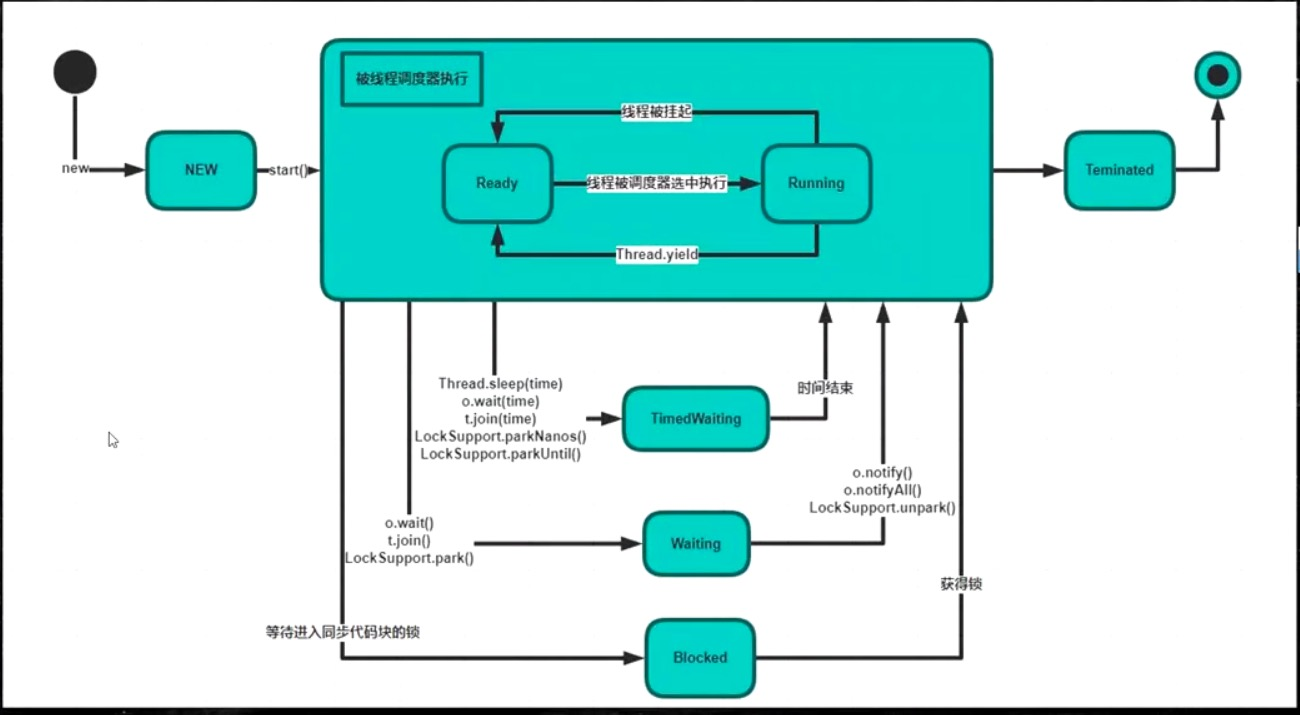 被线程调度器执行
线程被挂起
new
NEW
start()
Ready
线程被调度器选中执行
Running
Teminated
Thread.yield
Thread.sleep(time)
o.wait(time)
t.join(time)
LockSupport.parkNanos()
LockSupport.parkUntil()
TimedWaiting
时间结束
o.wait()
t.join()
LockSupport.park()
Waiting
o.notify()
o.notifyAll()
LockSupport.unpark()
等待进入同步代码块的锁
Blocked
获得锁